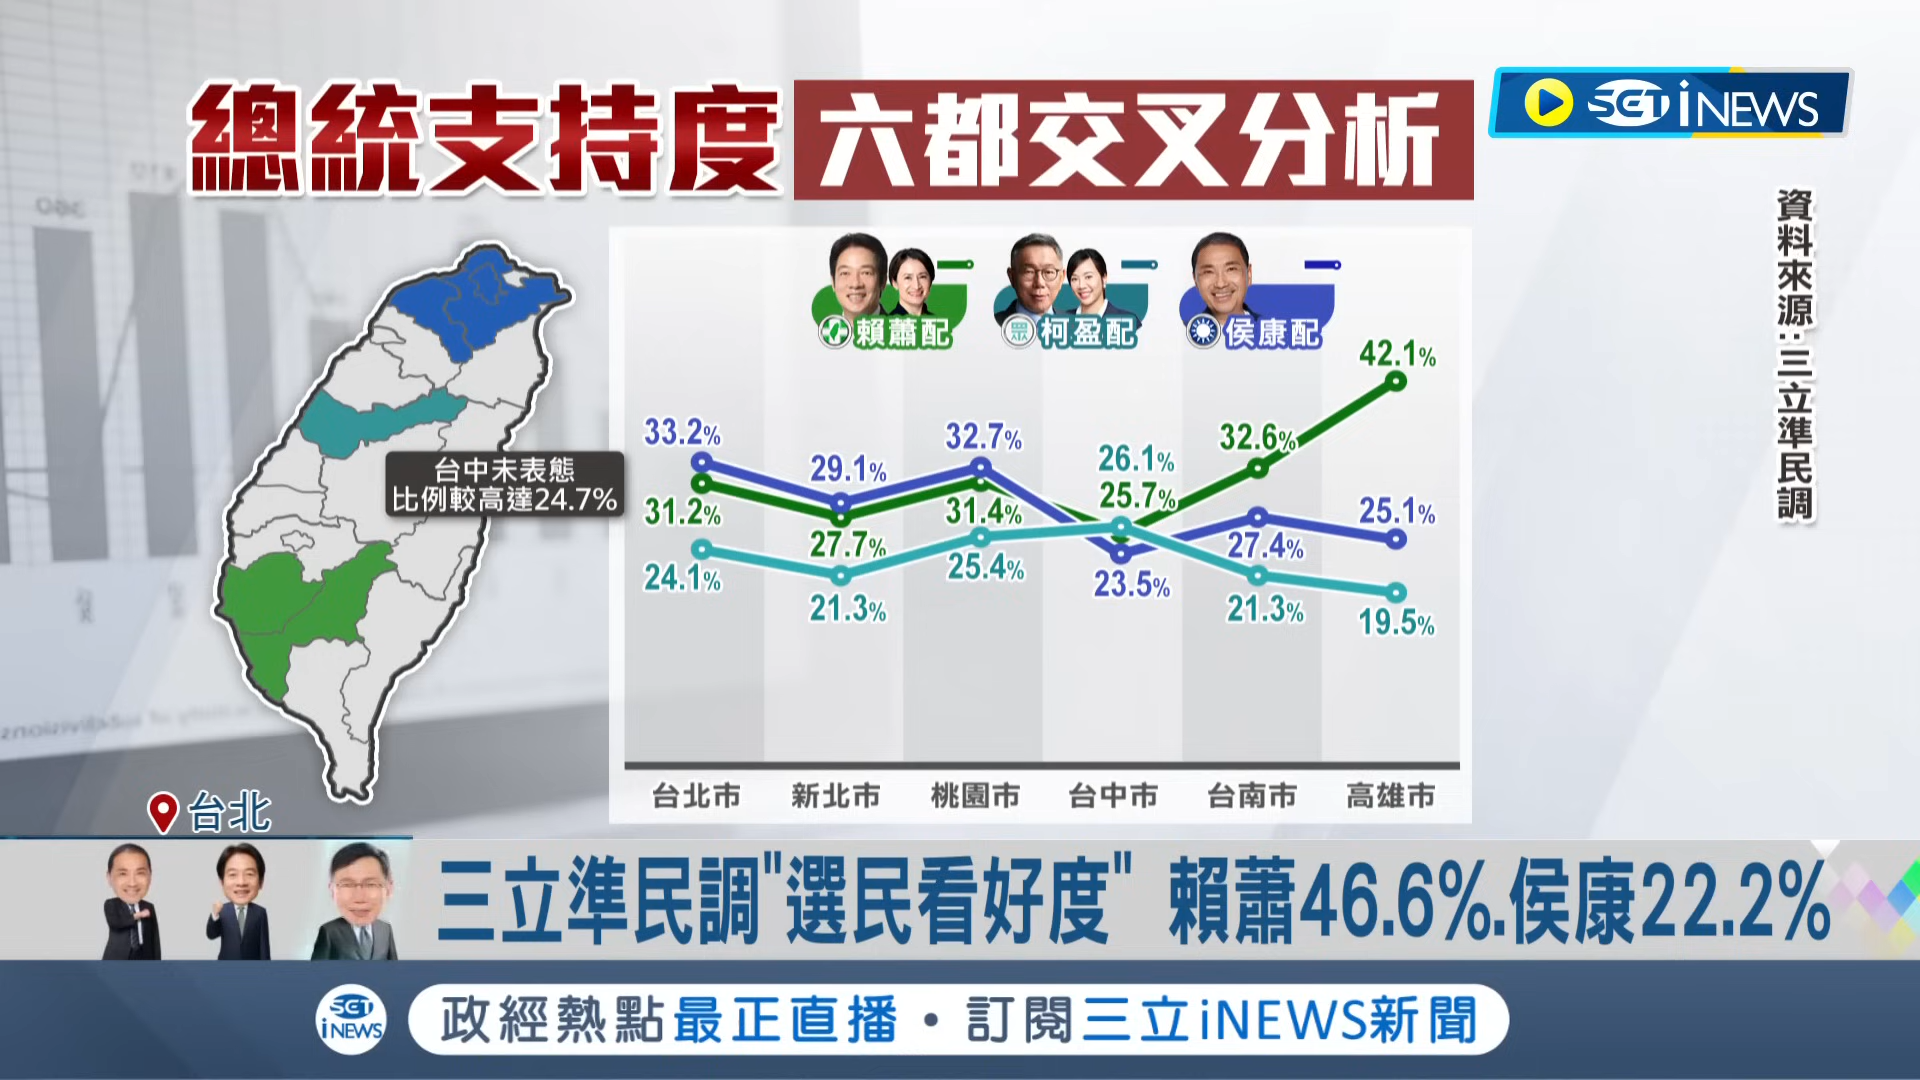 總統支持度 六都交叉分析
SET iNEWS
資料來源：三立準民調
賴蕭配
眾 柯盈配
侯康配
42.1%
33.2% 29.1% 32.7% 26.1% 32.6%
31.2% 27.7% 31.4% 25.7% 27.4% 25.1%
24.1% 21.3% 25.4% 23.5% 21.3% 19.5%
台中未表態
比例較高達24.7%
台北市 新北市 桃園市 台中市 台南市 高雄市
台北
三立準民調"選民看好度" 賴蕭46.6%.侯康22.2%
SET iNEWS
政經熱點最正直播・訂閱三立iNEWS新聞